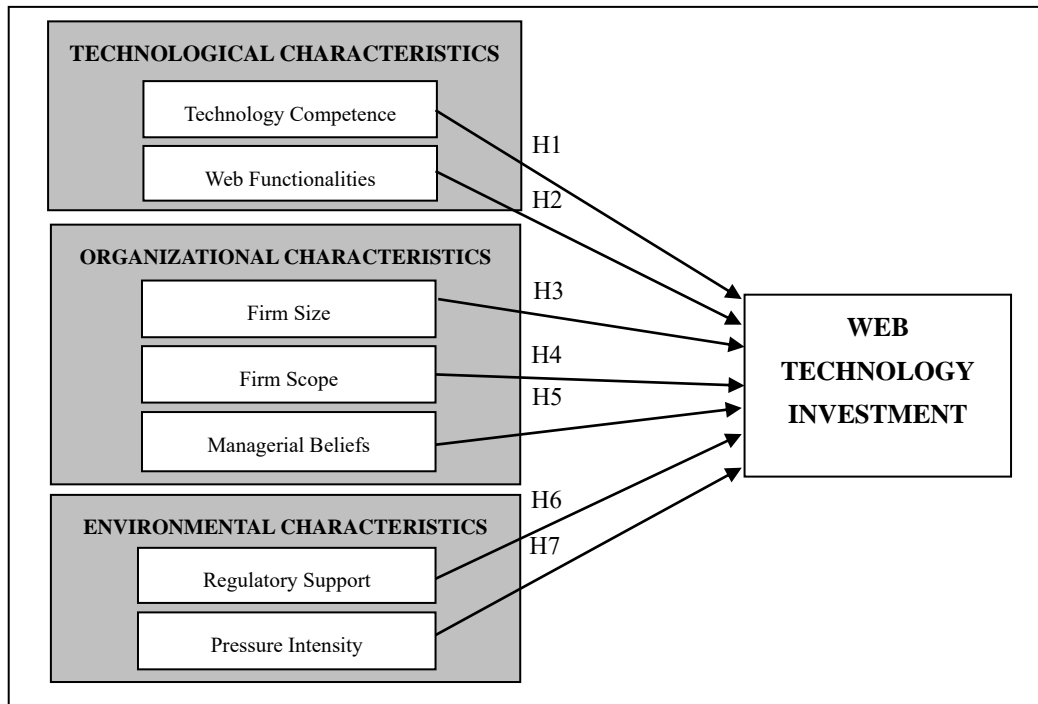 TECHNOLOGICAL CHARACTERISTICS
Technology Competence
Web Functionalities
H1
H2
ORGANIZATIONAL CHARACTERISTICS
Firm Size
Firm Scope
Managerial Beliefs
H3
H4
H5
ENVIRONMENTAL CHARACTERISTICS
Regulatory Support
Pressure Intensity
H6
H7
WEB
TECHNOLOGY
INVESTMENT